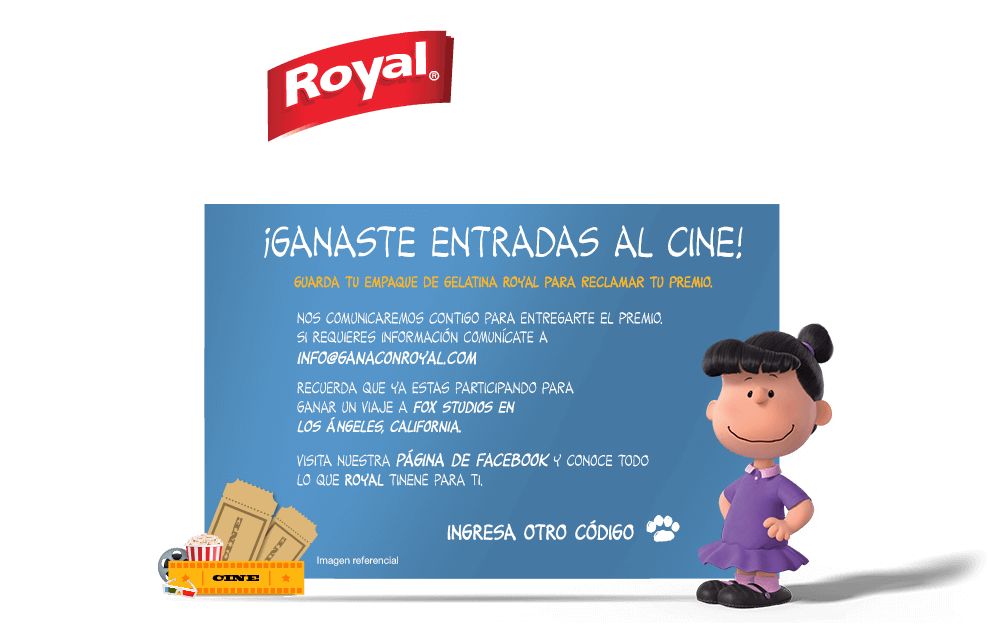 Royal®
¡GANASTE ENTRADAS AL CINE!
GUARDA TU EMPAQUE DE GELATINA ROYAL PARA RECLAMAR TU PREMIO.
NOS COMUNICAREMOS CONTIGO PARA ENTREGARTE EL PREMIO.
SI REQUIERES INFORMACIÓN COMUNÍCATE A
INFO@GANACONROYAL.COM
RECUERDA QUE YA ESTAS PARTICIPANDO PARA
GANAR UN VIAJE A FOX STUDIOS EN
LOS ÁNGELES, CALIFORNIA.
VISITA NUESTRA PÁGINA DE FACEBOOK Y CONOCE TODO
LO QUE ROYAL TINENE PARA TI.
INGRESA OTRO CÓDIGO
Imagen referencial
CINE
CINE
CINE